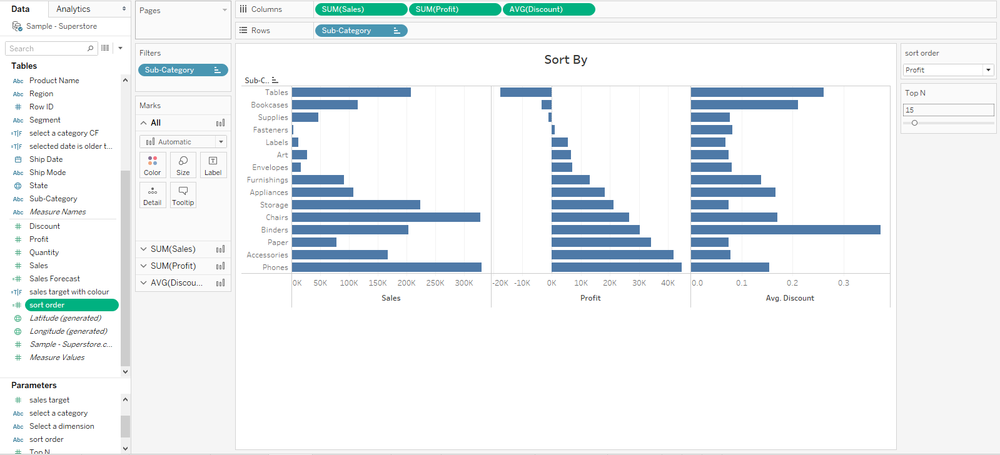 Data
Analytics
Sample - Superstore
Search
Tables
Abc Product Name
Abc Region
# Row ID
Abc Segment
=T|F select a category CF
=T|F selected date is older t...
Ship Date
Abc Ship Mode
State
Abc Sub-Category
Abc Measure Names
# Discount
# Profit
# Quantity
# Sales
=# Sales Forecast
=T|F sales target with colour
=# sort order
Latitude (generated)
Longitude (generated)
# Sample - Superstore.c...
# Measure Values
Parameters
# sales target
Abc select a category
Abc Select a dimension
Abc sort order
# Top N
Pages
Filters
Sub-Category
Marks
All
Automatic
Color Size Label
Detail Tooltip
SUM(Sales)
SUM(Profit)
AVG(Discou...
Columns SUM(Sales) SUM(Profit) AVG(Discount)
Rows Sub-Category
Sort By
Sub-C..
Tables
Bookcases
Supplies
Fasteners
Labels
Art
Envelopes
Furnishings
Appliances
Storage
Chairs
Binders
Paper
Accessories
Phones
0K 50K 100K 150K 200K 250K 300K
Sales
-20K -10K 0K 10K 20K 30K 40K
Profit
0.0 0.1 0.2 0.3
Avg. Discount
sort order
Profit
Top N
15